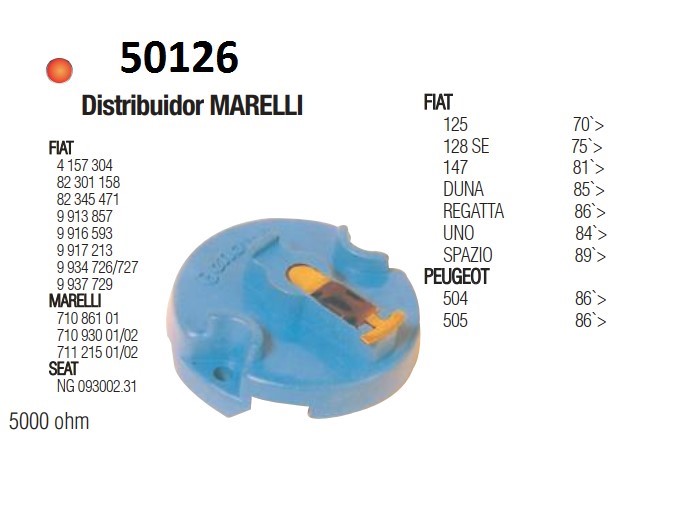 50126
Distribuidor MARELLI
FIAT
4 157 304
82 301 158
82 345 471
9 913 857
9 916 593
9 917 213
9 934 726/727
9 937 729
MARELLI
710 861 01
710 930 01/02
711 215 01/02
SEAT
NG 093002.31
5000 ohm
FIAT
125 70`>
128 SE 75`>
147 81`>
DUNA 85`>
REGATTA 86`>
UNO 84`>
SPAZIO 89`>
PEUGEOT
504 86`>
505 86`>